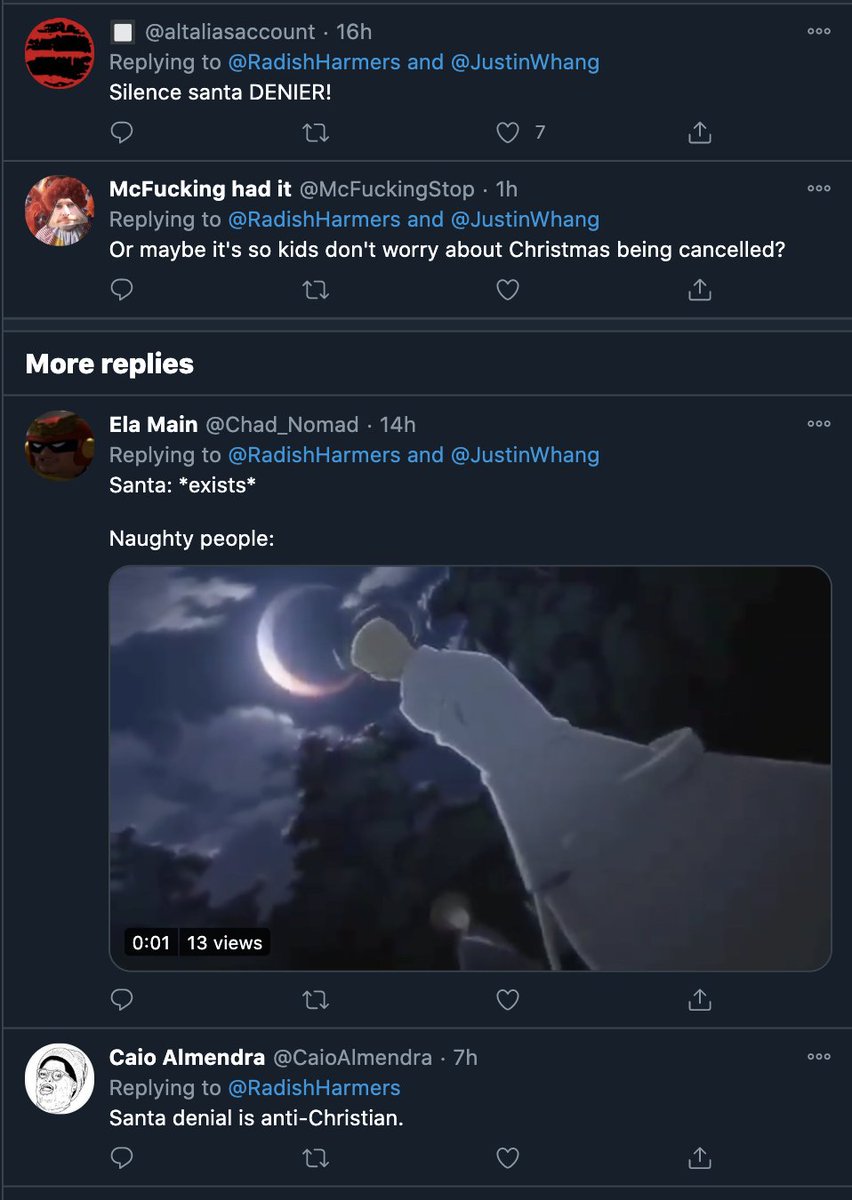 @altaliasaccount · 16h
Replying to @RadishHarmers and @JustinWhang
Silence santa DENIER!
7
McFucking had it @McFuckingStop · 1h
Replying to @RadishHarmers and @JustinWhang
Or maybe it's so kids don't worry about Christmas being cancelled?
More replies
Ela Main @Chad_Nomad · 14h
Replying to @RadishHarmers and @JustinWhang
Santa: *exists*
Naughty people:
0:01 13 views
Caio Almendra @CaioAlmendra · 7h
Replying to @RadishHarmers
Santa denial is anti-Christian.